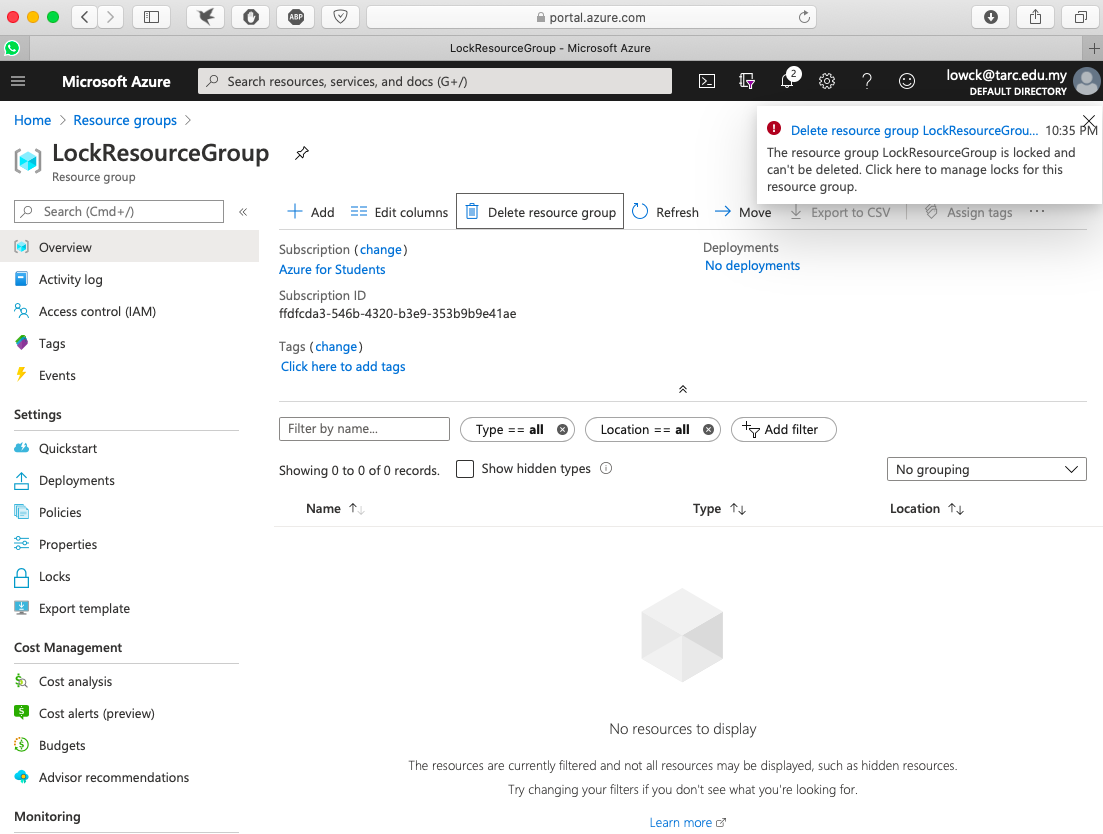 ABP
portal.azure.com
LockResourceGroup - Microsoft Azure
Microsoft Azure
Search resources, services, and docs (G+/)
2
lowck@tarc.edu.my
DEFAULT DIRECTORY
Home > Resource groups >
Delete resource group LockResourceGrou... 10:35 PM
The resource group LockResourceGroup is locked and
can't be deleted. Click here to manage locks for this
resource group.
LockResourceGroup
Resource group
Search (Cmd+/)
Add
Edit columns
Delete resource group
Refresh
Move
Export to CSV
Assign tags
Overview
Activity log
Access control (IAM)
Tags
Events
Settings
Quickstart
Deployments
Policies
Properties
Locks
Export template
Cost Management
Cost analysis
Cost alerts (preview)
Budgets
Advisor recommendations
Monitoring
Subscription (change)
Azure for Students
Subscription ID
ffdfcda3-546b-4320-b3e9-353b9b9e41ae
Tags (change)
Click here to add tags
Deployments
No deployments
Filter by name...
Type == all
Location == all
Add filter
Showing 0 to 0 of 0 records.
Show hidden types
No grouping
Name
Type
Location
No resources to display
The resources are currently filtered and not all resources may be displayed, such as hidden resources.
Try changing your filters if you don't see what you're looking for.
Learn more